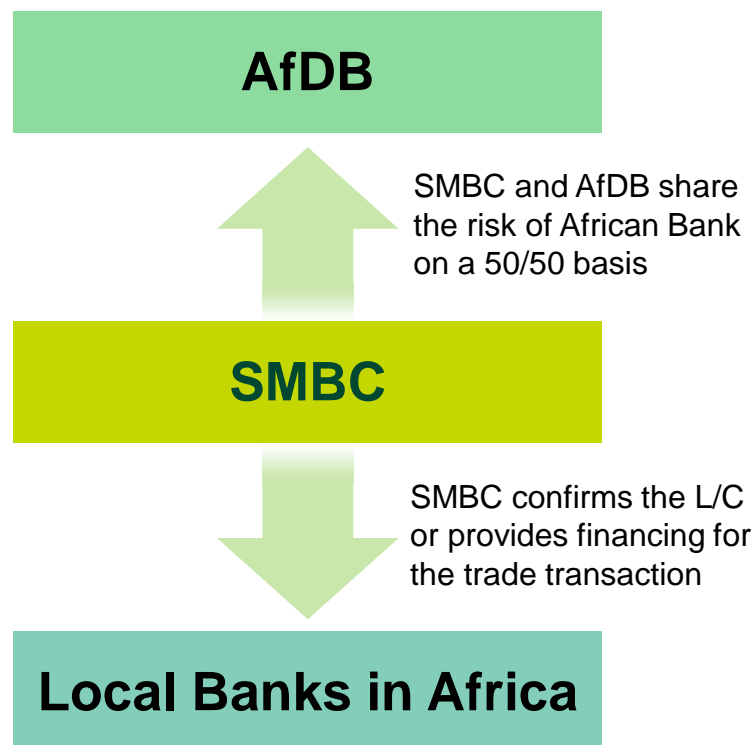 AfDB
SMBC and AfDB share
the risk of African Bank
on a 50/50 basis
SMBC
SMBC confirms the L/C
or provides financing for
the trade transaction
Local Banks in Africa